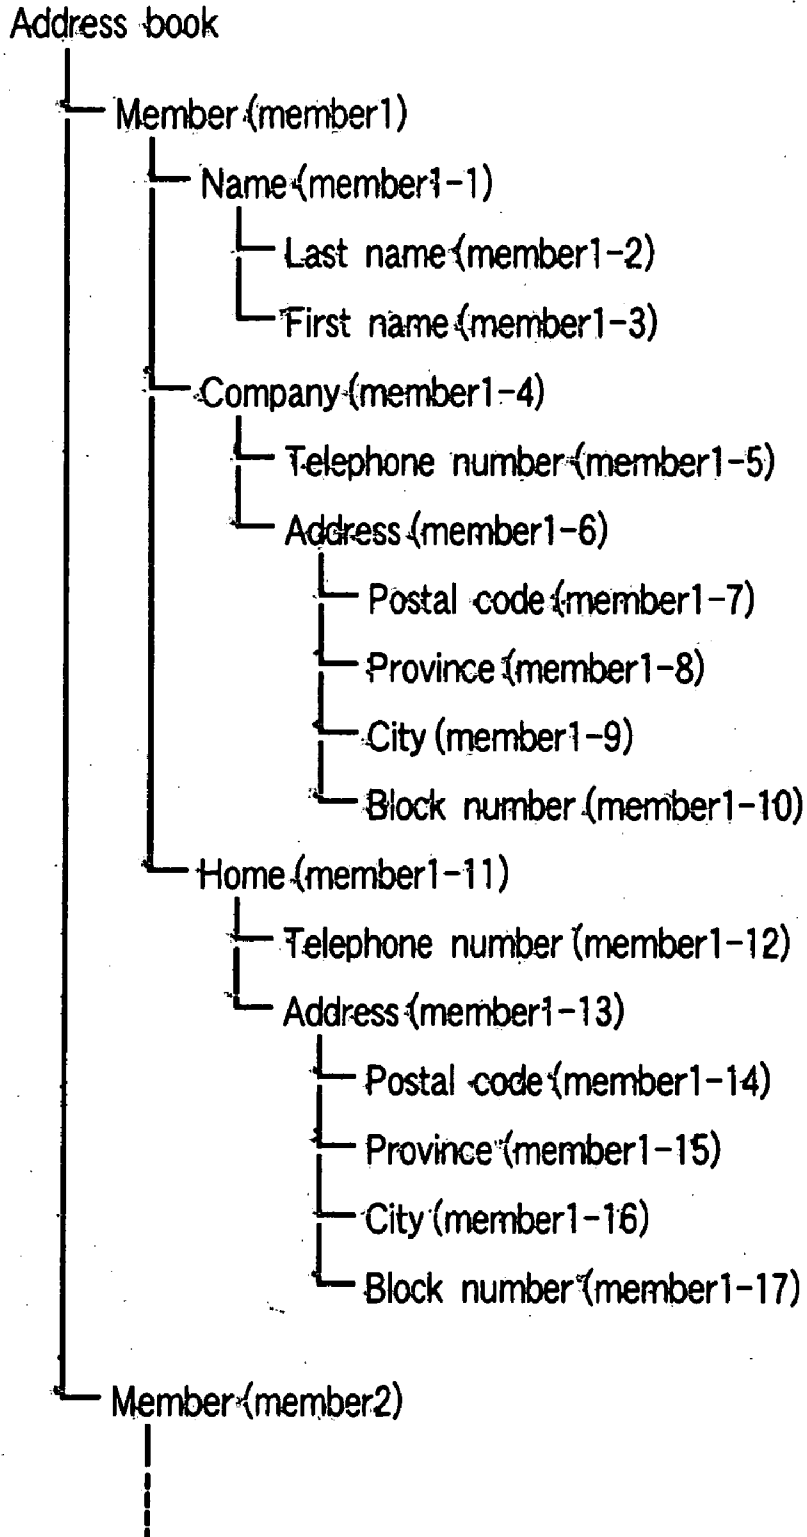 Address book
Member (member1)
Name (member1-1)
Last name (member1-2)
First name (member1-3)
Company (member1-4)
Telephone number (member1-5)
Address (member1-6)
Postal code (member1-7)
Province (member1-8)
City (member1-9)
Block number (member1-10)
Home (member1-11)
Telephone number (member1-12)
Address (member1-13)
Postal code (member1-14)
Province (member1-15)
City (member1-16)
Block number (member1-17)
Member (member2)